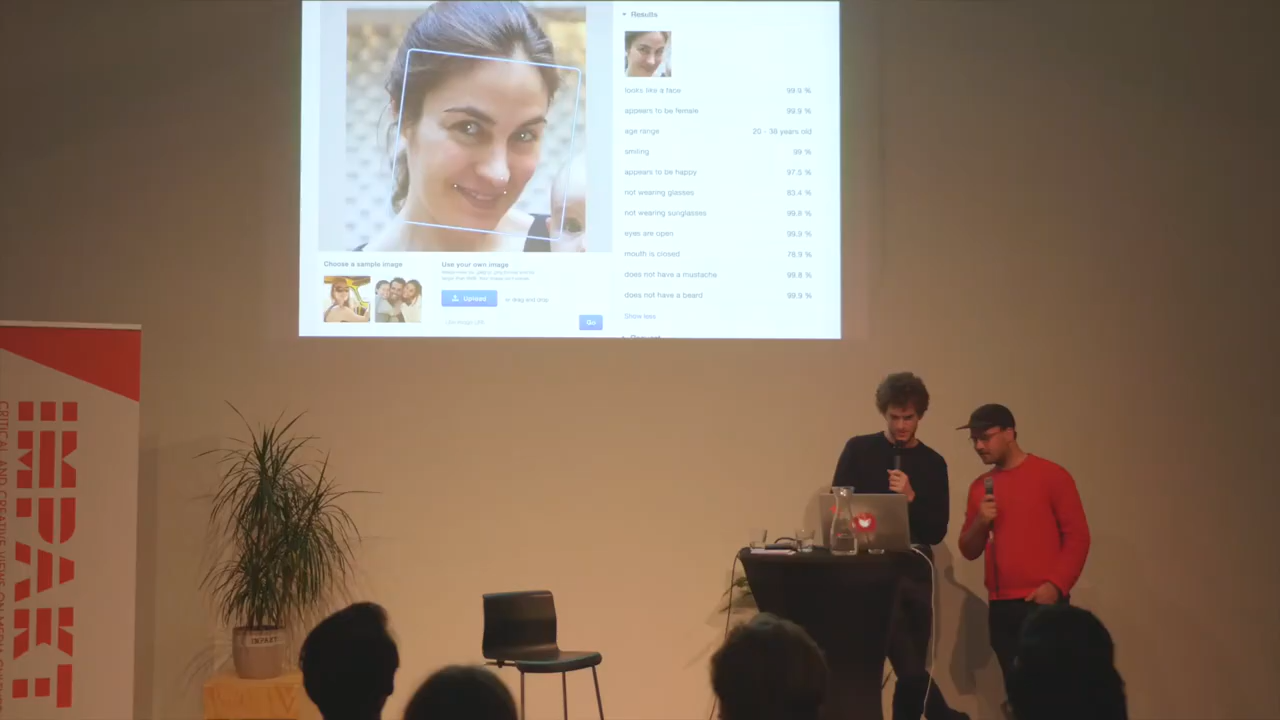 Results
looks like a face 99.9 %
appears to be female 99.9 %
age range 20 - 36 years old
smiling 99 %
appears to be happy 97.5 %
not wearing glasses 83.4 %
not wearing sunglasses 99.8 %
eyes are open 99.9 %
mouth is closed 78.9 %
does not have a mustache 99.8 %
does not have a beard 99.9 %
Show less
Request
Choose a sample image
Use your own image
Upload
or drag and drop
Go
IMPAKT
CRITICAL AND CREATIVE VIEWS ON MEDIA CULTURE
IMPAKT